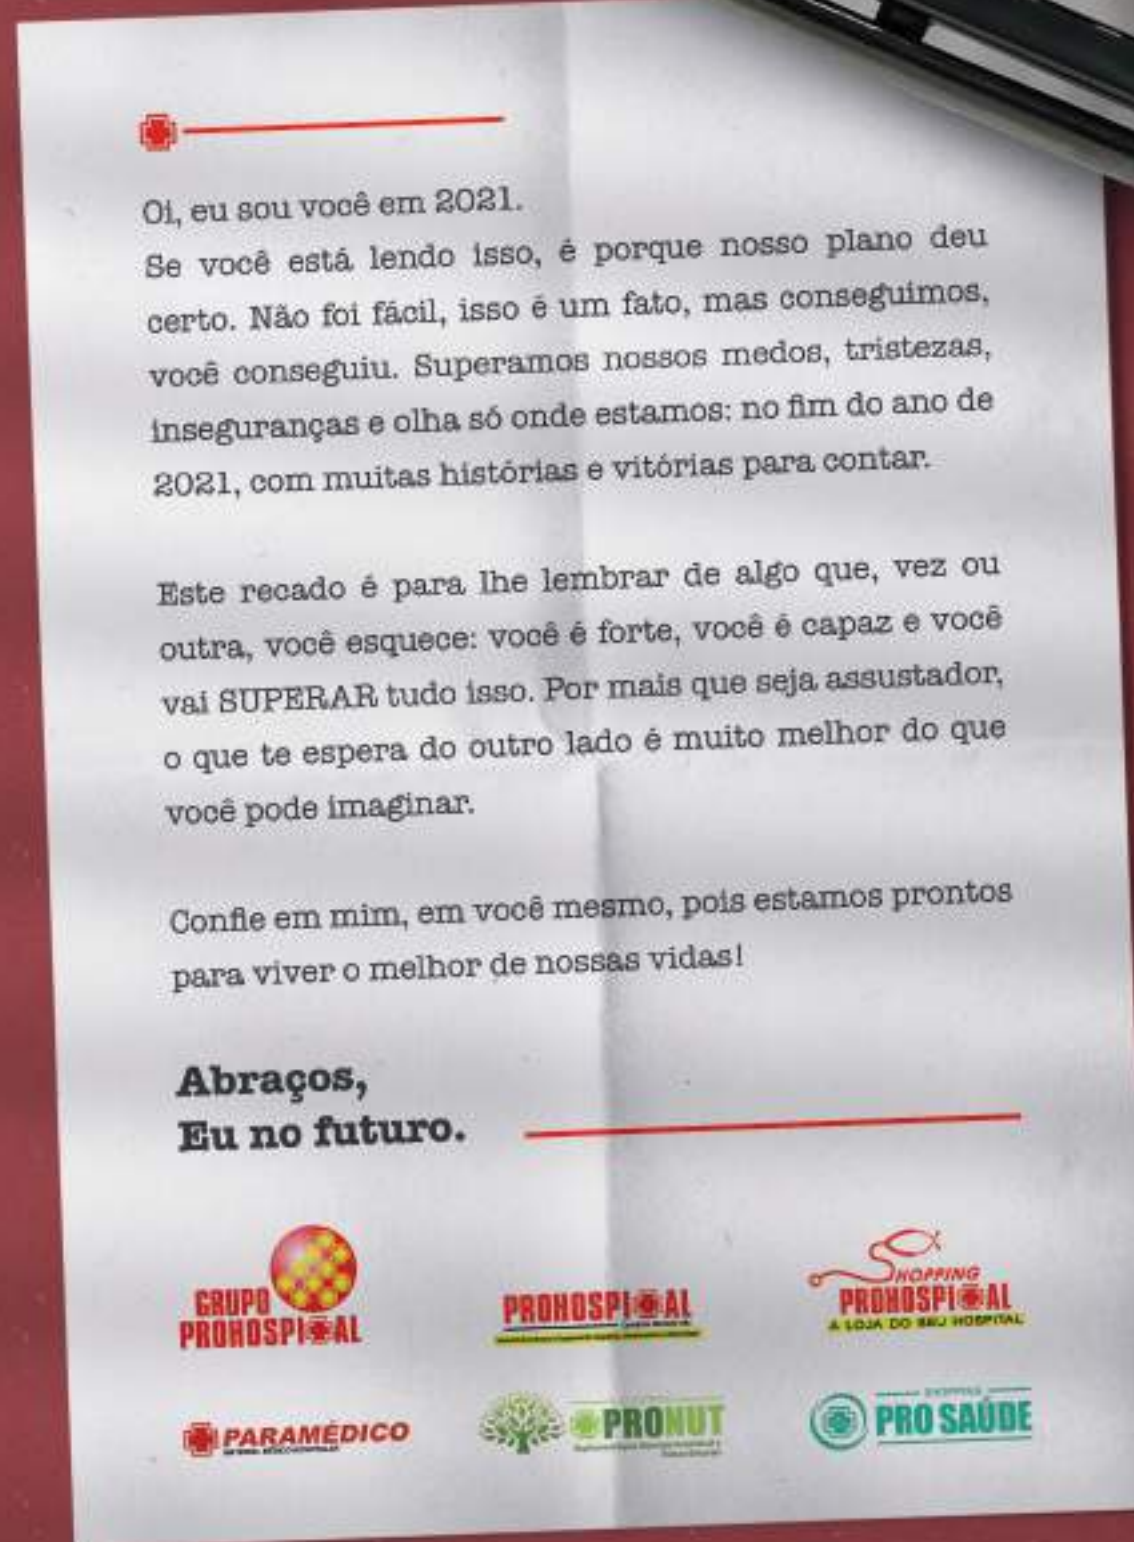 Oi, eu sou você em 2021.
Se você está lendo isso, é porque nosso plano deu
certo. Não foi fácil, isso é um fato, mas conseguimos,
você conseguiu. Superamos nossos medos, tristezas,
inseguranças e olha só onde estamos: no fim do ano de
2021, com muitas histórias e vitórias para contar.
Este recado é para lhe lembrar de algo que, vez ou
outra, você esquece: você é forte, você é capaz e você
vai SUPERAR tudo isso. Por mais que seja assustador,
o que te espera do outro lado é muito melhor do que
você pode imaginar.
Confie em mim, em você mesmo, pois estamos prontos
para viver o melhor de nossas vidas!
Abraços,
Eu no futuro.
GRUPO
PROHOSPITAL
PROHOSPITAL
SHOPPING
PROHOSPITAL
A LOJA DO SEU HOSPITAL
PARAMÉDICO
PRONUT
SHOPPING
PRO SAÚDE